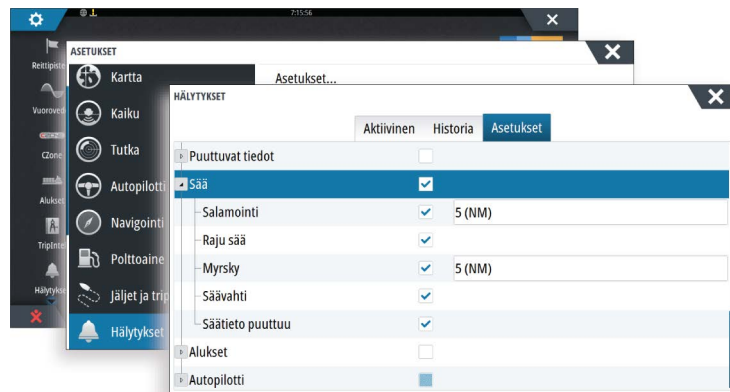 7:15:56
Reittipiste
Vuoroved
CZone
Alukset
TripInte
Hälytykse
ASETUKSET
Kartta
Asetukset...
Kaiku
Tutka
Autopilotti
Navigointi
Polttoaine
Jäljet ja trip
Hälytykset
HÄLYTYKSET
Aktiivinen Historia Asetukset
Puuttuvat tiedot
Sää
Salamointi 5 (NM)
Raju sää
Myrsky 5 (NM)
Säävahti
Säätieto puuttuu
Alukset
Autopilotti